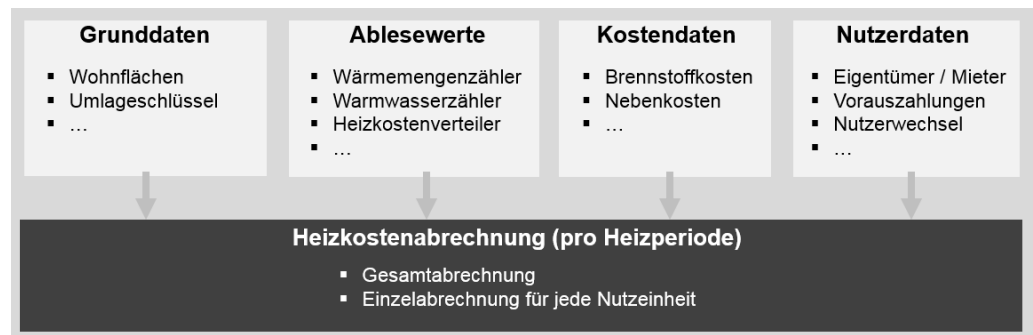 Grunddaten
▪ Wohnflächen
▪ Umlageschlüssel
▪ …
Ablesewerte
▪ Wärmemengenzähler
▪ Warmwasserzähler
▪ Heizkostenverteiler
▪ …
Kostendaten
▪ Brennstoffkosten
▪ Nebenkosten
▪ …
Nutzerdaten
▪ Eigentümer / Mieter
▪ Vorauszahlungen
▪ Nutzerwechsel
▪ …
Heizkostenabrechnung (pro Heizperiode)
▪ Gesamtabrechnung
▪ Einzelabrechnung für jede Nutzeinheit